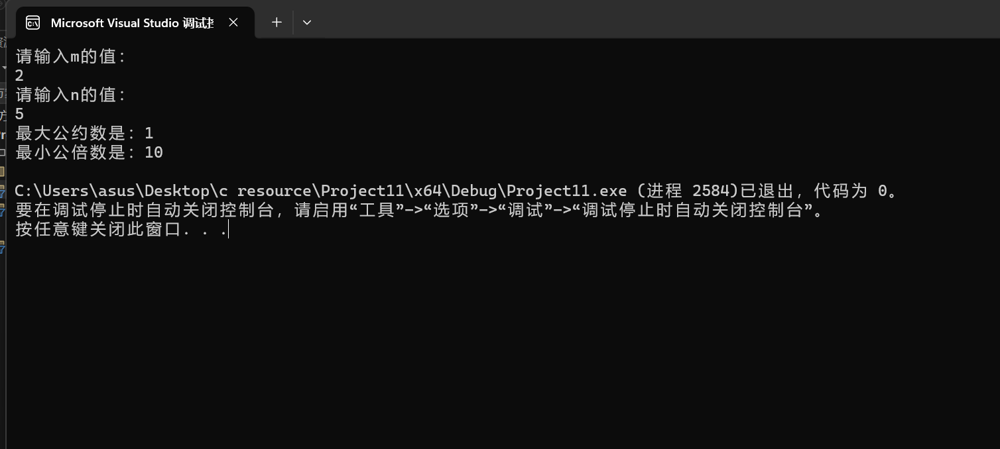 Microsoft Visual Studio 调试
请输入m的值：
2
请输入n的值：
5
最大公约数是：1
最小公倍数是：10
C:\Users\asus\Desktop\c resource\Project11\x64\Debug\Project11.exe (进程 2584)已退出，代码为 0。
要在调试停止时自动关闭控制台，请启用“工具”->“选项”->“调试”->“调试停止时自动关闭控制台”。
按任意键关闭此窗口. . .